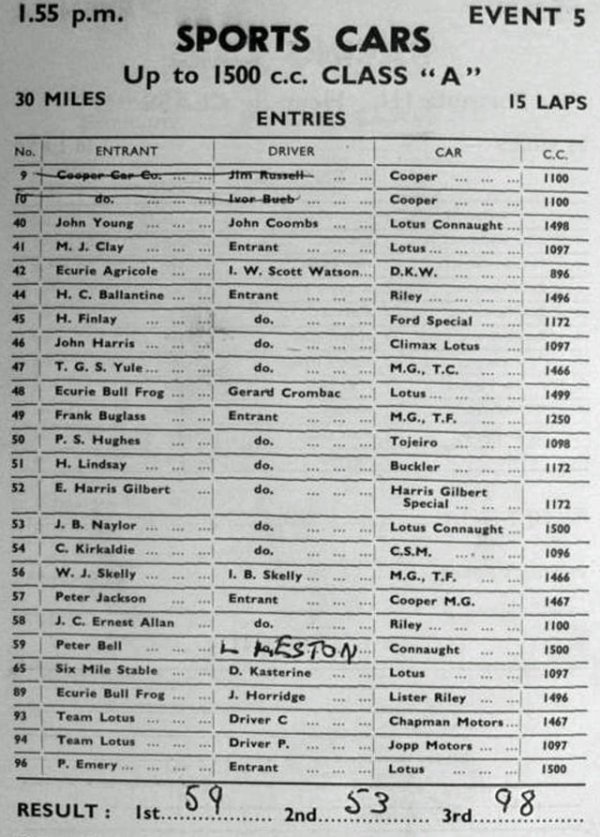 1.55 p.m. EVENT 5
SPORTS CARS
Up to 1500 c.c. CLASS "A"
30 MILES 15 LAPS
ENTRIES
No. ENTRANT DRIVER CAR C.C.
9 Cooper Car Co. ... ... Jim Russell ... ... Cooper ... ... ... 1100
10 do. ... ... Ivor Bueb ... ... Cooper ... ... ... 1100
40 John Young ... ... John Coombs ... ... Lotus Connaught ... 1498
41 M. J. Clay ... ... Entrant ... ... ... Lotus ... ... ... 1097
42 Ecurie Agricole ... ... I. W. Scott Watson ... D.K.W. ... ... ... 896
44 H. C. Ballantine ... ... Entrant ... ... ... Riley ... ... ... 1496
45 H. Finlay ... ... ... do. ... ... ... Ford Special ... ... 1172
46 John Harris ... ... do. ... ... ... Climax Lotus ... 1097
47 T. G. S. Yule ... ... ... do. ... ... ... M.G., T.C. ... ... 1466
48 Ecurie Bull Frog ... ... Gerard Crombac ... Lotus ... ... ... 1499
49 Frank Buglass ... ... Entrant ... ... ... M.G., T.F. ... ... 1250
50 P. S. Hughes ... ... do. ... ... ... Tojeiro ... ... ... 1098
51 H. Lindsay ... ... ... do. ... ... ... Buckler ... ... ... 1172
52 E. Harris Gilbert ... do. ... ... ... Harris Gilbert
Special ... ... 1172
53 J. B. Naylor ... ... ... do. ... ... ... Lotus Connaught ... 1500
54 C. Kirkaldie ... ... do. ... ... ... C.S.M. ... ... ... 1096
56 W. J. Skelly ... ... ... I. B. Skelly ... ... ... M.G., T.F. ... ... 1466
57 Peter Jackson ... ... Entrant ... ... ... Cooper M.G. ... ... 1467
58 J. C. Ernest Allan ... do. ... ... ... Riley ... ... ... 1100
59 Peter Bell ... ... L KESTON ... Connaught ... ... 1500
65 Six Mile Stable ... ... D. Kasterine ... ... Lotus ... ... ... 1097
89 Ecurie Bull Frog ... ... J. Horridge ... ... Lister Riley ... ... 1496
93 Team Lotus ... ... ... Driver C ... ... Chapman Motors ... 1467
94 Team Lotus ... ... ... Driver P. ... ... Jopp Motors ... ... 1097
96 P. Emery ... ... ... Entrant ... ... ... Lotus ... ... ... 1500
RESULT : 1st 59 2nd 53 3rd 98